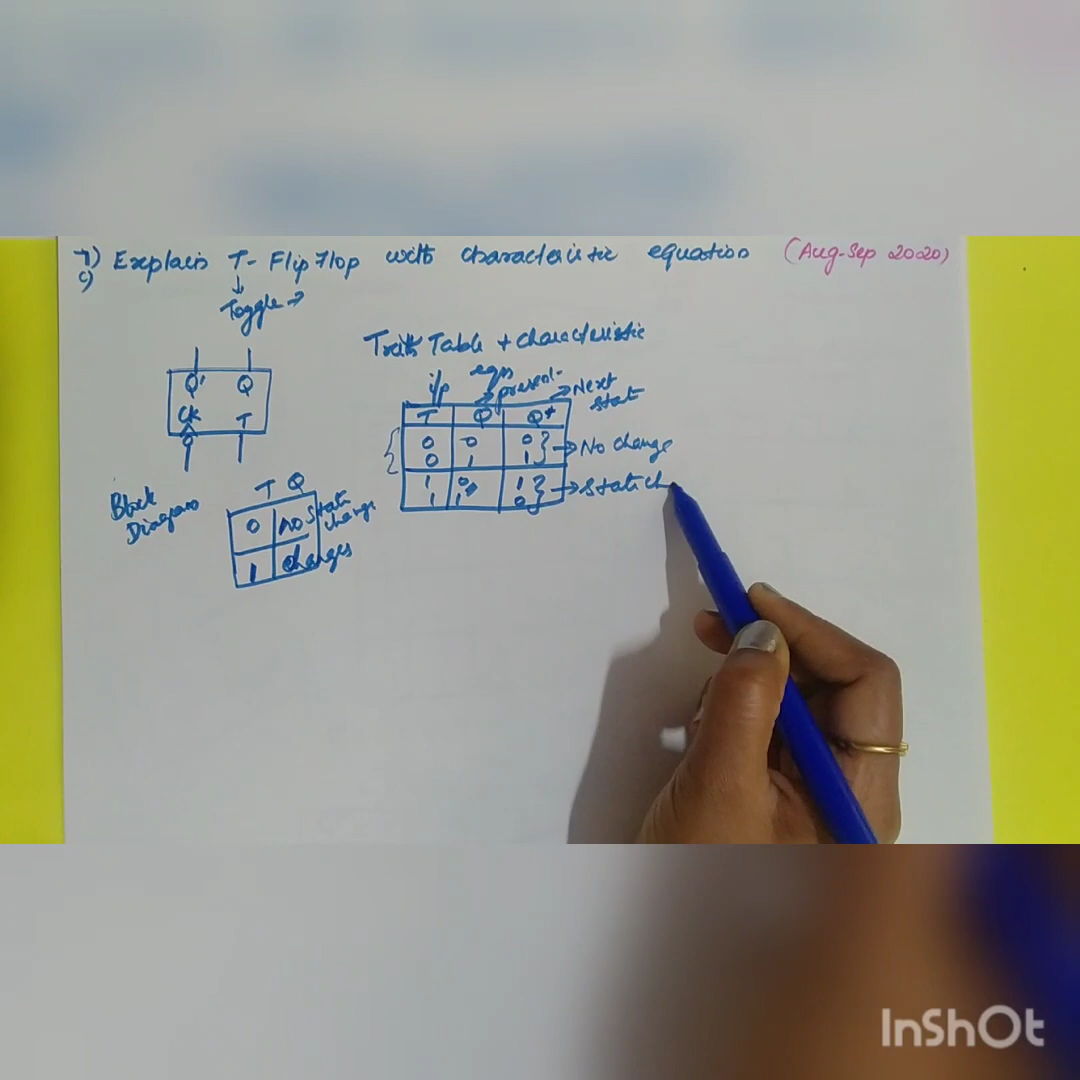 7) Explain T- Flip Flop with characteristic equation (Aug-Sep 2020)
c)
Toggle →
Truth Table + characteristic
eqn
i/p → present → Next
state
T Q Q+
0 0 0 } → No change
0 1 1
1 0 1 } → State ch
1 1 0
Q' Q
CK T
Block
Diagram
T Q
0 no state
change
1 changes
InShOt